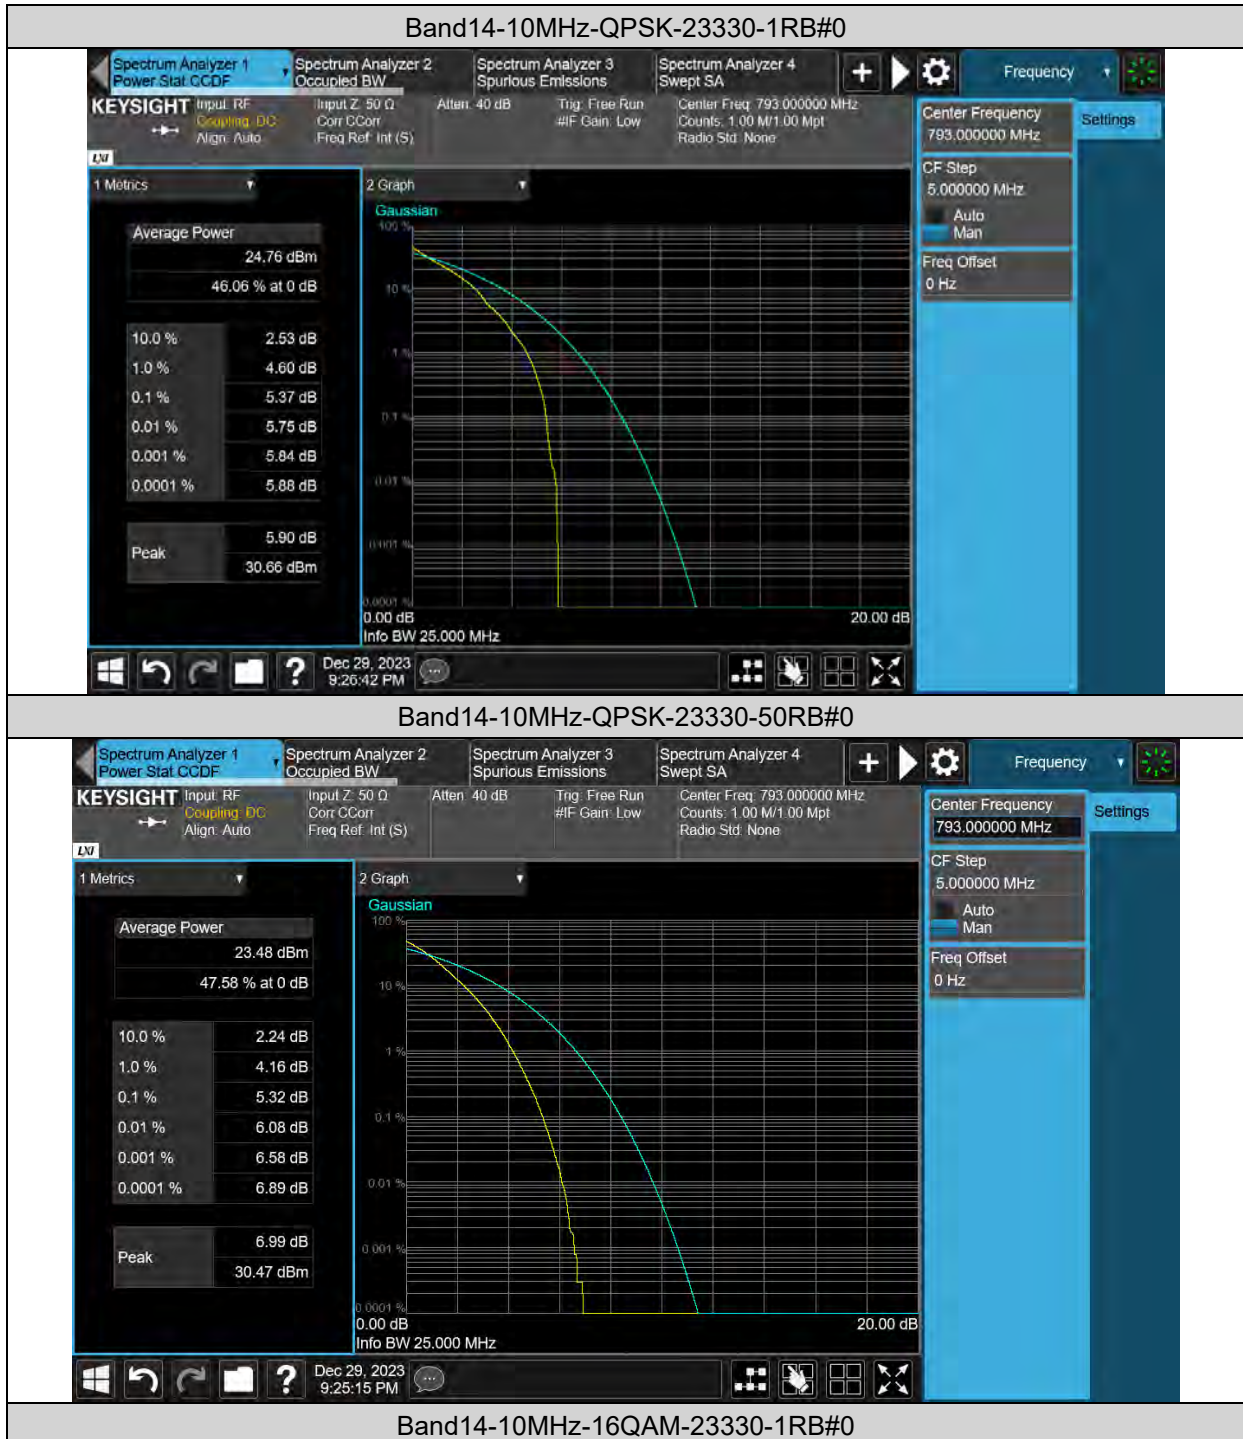 Band14-10MHz-QPSK-23330-1RB#0
Spectrum Analyzer 1
Power Stat CCDF
Spectrum Analyzer 2
Occupied BW
Spectrum Analyzer 3
Spurious Emissions
Spectrum Analyzer 4
Swept SA
+
Frequency
KEYSIGHT
Input: RF
Coupling: DC
Align: Auto
Input Z: 50 Ω
Corr CCorr
Freq Ref: Int (S)
Atten: 40 dB
Trig: Free Run
#IF Gain: Low
Center Freq: 793.000000 MHz
Counts: 1.00 M/1.00 Mpt
Radio Std: None
LXI
Center Frequency
793.000000 MHz
Settings
CF Step
5.000000 MHz
Auto
Man
Freq Offset
0 Hz
1 Metrics
Average Power
24.76 dBm
46.06 % at 0 dB
10.0 % 2.53 dB
1.0 % 4.60 dB
0.1 % 5.37 dB
0.01 % 5.75 dB
0.001 % 5.84 dB
0.0001 % 5.88 dB
Peak 5.90 dB
30.66 dBm
2 Graph
Gaussian
100 %
10 %
1 %
0.1 %
0.01 %
0.001 %
0.0001 %
0.00 dB 20.00 dB
Info BW 25.000 MHz
?
Dec 29, 2023
9:26:42 PM
Band14-10MHz-QPSK-23330-50RB#0
Spectrum Analyzer 1
Power Stat CCDF
Spectrum Analyzer 2
Occupied BW
Spectrum Analyzer 3
Spurious Emissions
Spectrum Analyzer 4
Swept SA
+
Frequency
KEYSIGHT
Input: RF
Coupling: DC
Align: Auto
Input Z: 50 Ω
Corr CCorr
Freq Ref: Int (S)
Atten: 40 dB
Trig: Free Run
#IF Gain: Low
Center Freq: 793.000000 MHz
Counts: 1.00 M/1.00 Mpt
Radio Std: None
LXI
Center Frequency
793.000000 MHz
Settings
CF Step
5.000000 MHz
Auto
Man
Freq Offset
0 Hz
1 Metrics
Average Power
23.48 dBm
47.58 % at 0 dB
10.0 % 2.24 dB
1.0 % 4.16 dB
0.1 % 5.32 dB
0.01 % 6.08 dB
0.001 % 6.58 dB
0.0001 % 6.89 dB
Peak 6.99 dB
30.47 dBm
2 Graph
Gaussian
100 %
10 %
1 %
0.1 %
0.01 %
0.001 %
0.0001 %
0.00 dB 20.00 dB
Info BW 25.000 MHz
?
Dec 29, 2023
9:25:15 PM
Band14-10MHz-16QAM-23330-1RB#0